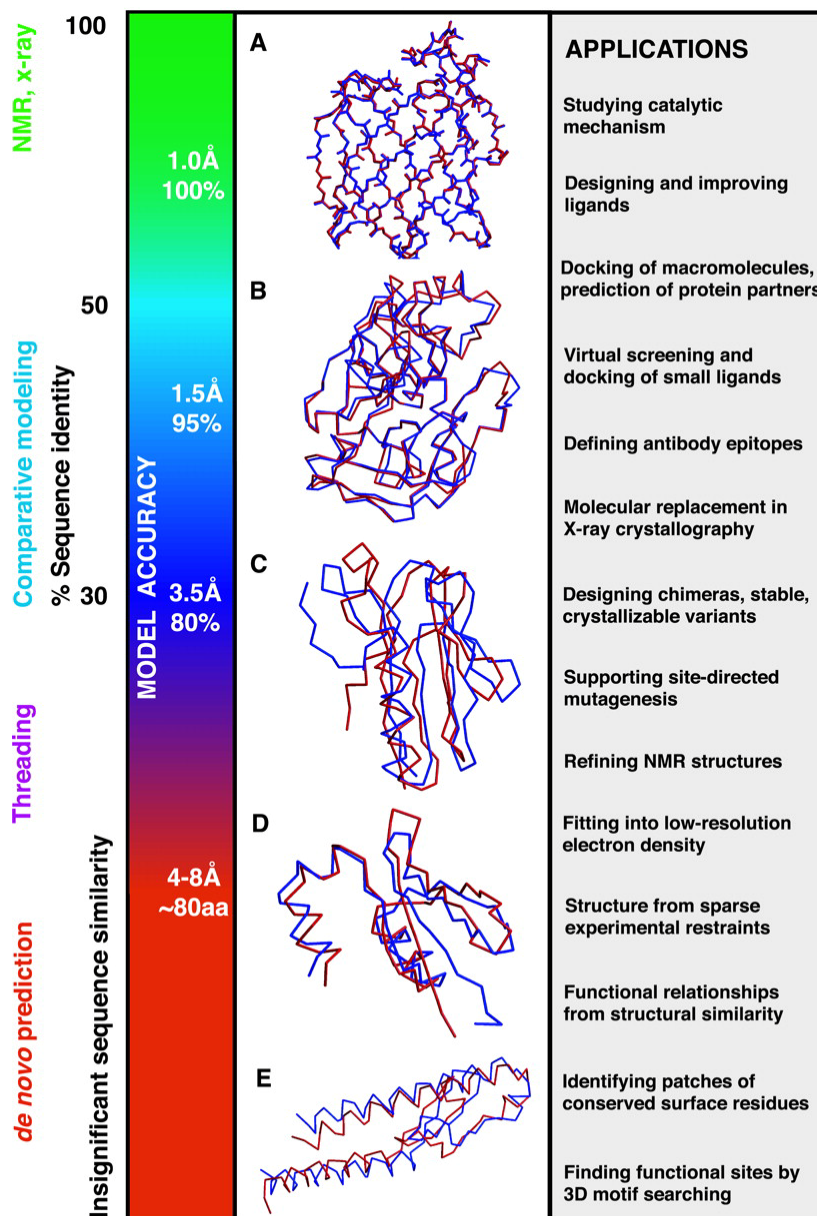 NMR, x-ray
Comparative modeling
Threading
de novo prediction
100
50
% Sequence identity
30
Insignificant sequence similarity
MODEL ACCURACY
1.0Å
100%
1.5Å
95%
3.5Å
80%
4-8Å
~80aa
A
B
C
D
E
APPLICATIONS
Studying catalytic
mechanism
Designing and improving
ligands
Docking of macromolecules,
prediction of protein partners
Virtual screening and
docking of small ligands
Defining antibody epitopes
Molecular replacement in
X-ray crystallography
Designing chimeras, stable,
crystallizable variants
Supporting site-directed
mutagenesis
Refining NMR structures
Fitting into low-resolution
electron density
Structure from sparse
experimental restraints
Functional relationships
from structural similarity
Identifying patches of
conserved surface residues
Finding functional sites by
3D motif searching